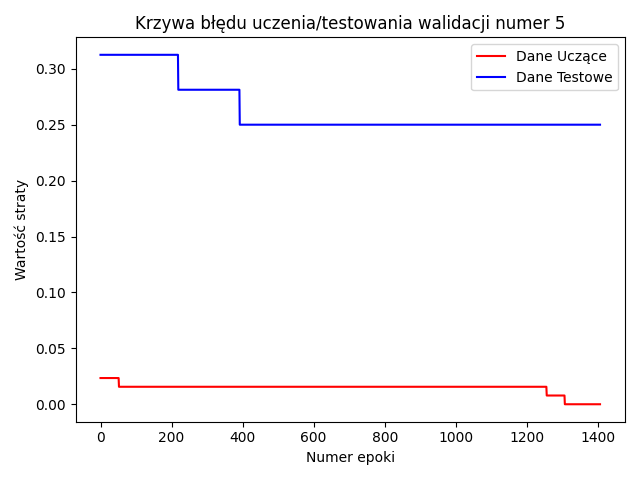 Krzywa błędu uczenia/testowania walidacji numer 5
Dane Uczące
Dane Testowe
Wartość straty
0.30
0.25
0.20
0.15
0.10
0.05
0.00
0 200 400 600 800 1000 1200 1400
Numer epoki